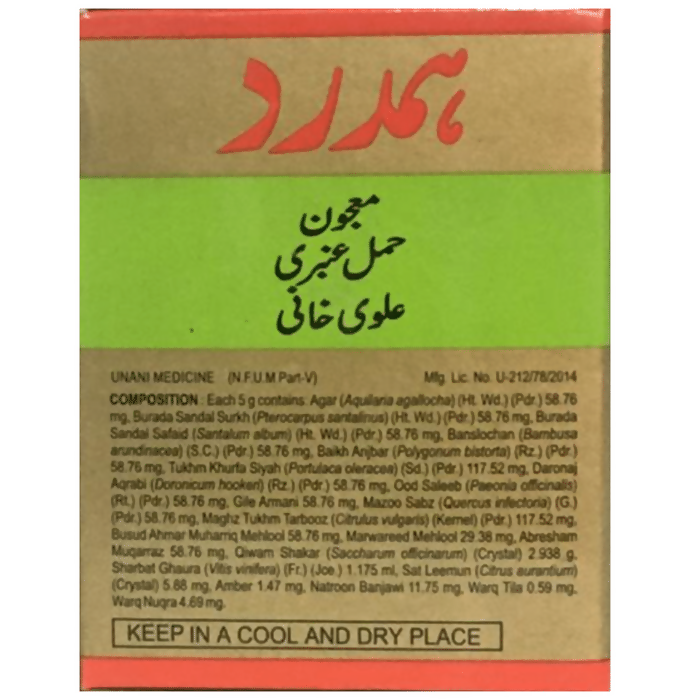 ہمدرد
معجون
حمل عنبری
علوی خانی
UNANI MEDICINE (N.F.U.M Part-V) Mfg. Lic. No. U-212/78/2014
COMPOSITION : Each 5 g contains: Agar (Aquilaria agallocha) (Ht. Wd.) (Pdr.) 58.76
mg, Burada Sandal Surkh (Pterocarpus santalinus) (Ht. Wd.) (Pdr.) 58.76 mg, Burada
Sandal Safaid (Santalum album) (Ht. Wd.) (Pdr.) 58.76 mg, Banslochan (Bambusa
arundinacea) (S.C.) (Pdr.) 58.76 mg, Baikh Anjbar (Polygonum bistorta) (Rz.) (Pdr.)
58.76 mg, Tukhm Khurfa Siyah (Portulaca oleracea) (Sd.) (Pdr.) 117.52 mg, Daronaj
Aqrabi (Doronicum hookeri) (Rz.) (Pdr.) 58.76 mg, Ood Saleeb (Paeonia officinalis)
(Rt.) (Pdr.) 58.76 mg, Gile Armani 58.76 mg, Mazoo Sabz (Quercus infectoria) (G.)
(Pdr.) 58.76 mg, Maghz Tukhm Tarbooz (Citrulus vulgaris) (Kernel) (Pdr.) 117.52 mg,
Busud Ahmar Muharriq Mehlool 58.76 mg, Marwareed Mehlool 29.38 mg, Abresham
Muqarraz 58.76 mg, Qiwam Shakar (Saccharum officinarum) (Crystal) 2.938 g,
Sharbat Ghaura (Vitis vinifera) (Fr.) (Joe.) 1.175 ml, Sat Leemun (Citrus aurantium)
(Crystal) 5.88 mg, Amber 1.47 mg, Natroon Banjawi 11.75 mg, Warq Tila 0.59 mg,
Warq Nuqra 4.69 mg.
KEEP IN A COOL AND DRY PLACE